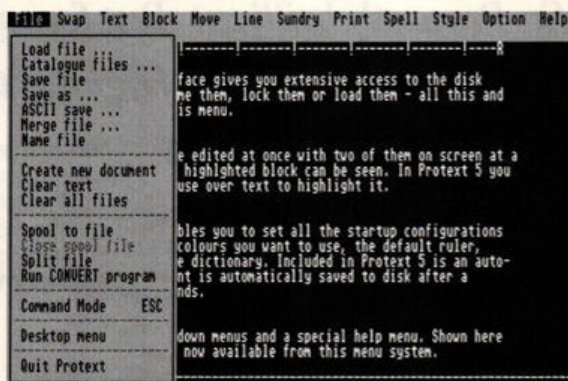 File Swap Text Block Move Line Sundry Print Spell Style Option Help
Load file ...
Catalogue files ...
Save file
Save as ...
ASCII save ...
Merge file ...
Name file
Create new document
Clear text
Clear all files
Spool to file
Close spool file
Split file
Run CONVERT program
Command Mode ESC
Desktop menu
Quit Protext
!-------!-------!-------!-------!----R
face gives you extensive access to the disk
me them, lock them or load them - all this and
is menu.
e edited at once with two of them on screen at a
highlghted block can be seen. In Protext 5 you
use over text to highlight it.
bles you to set all the startup configurations
colours you want to use, the default ruler,
e dictionary. Included in Protext 5 is an auto-
nt is automatically saved to disk after a
nds.
down menus and a special help menu. Shown here
now available from this menu system.